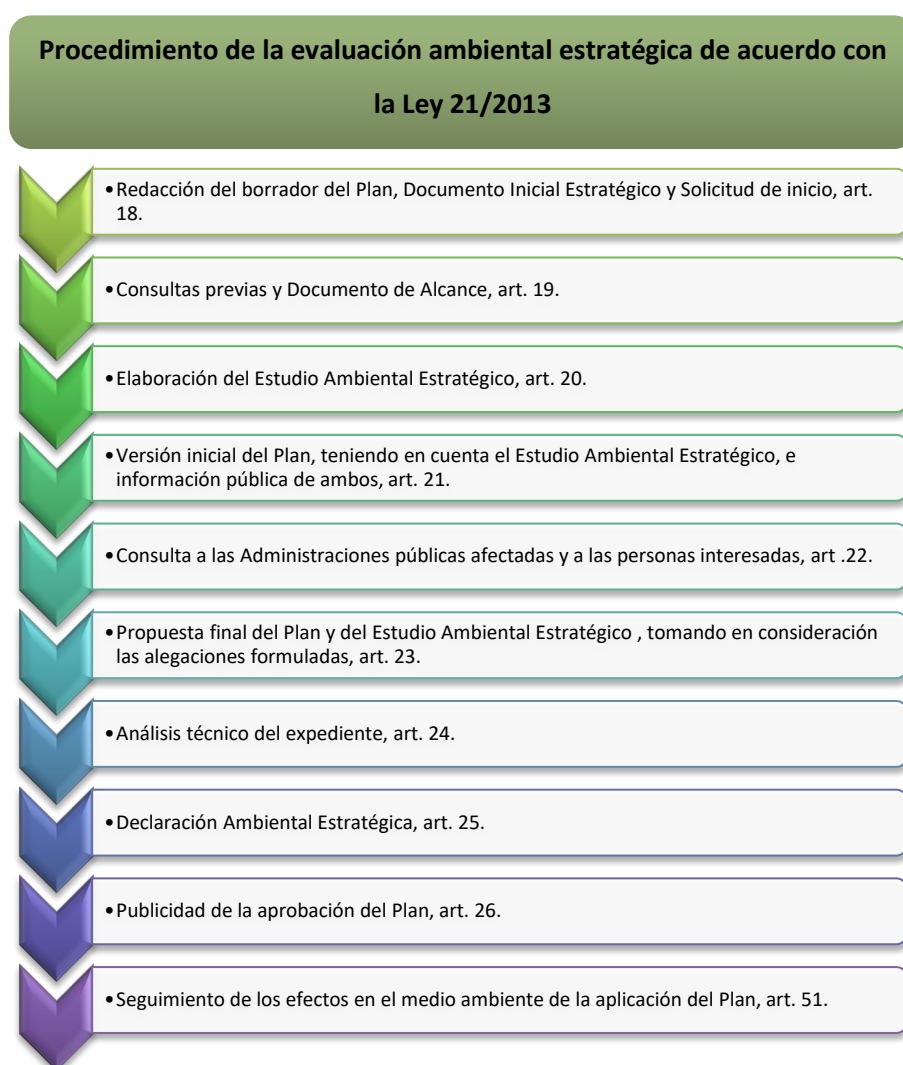 Procedimiento de la evaluación ambiental estratégica de acuerdo con
la Ley 21/2013
•Redacción del borrador del Plan, Documento Inicial Estratégico y Solicitud de inicio, art.
18.
•Consultas previas y Documento de Alcance, art. 19.
•Elaboración del Estudio Ambiental Estratégico, art. 20.
•Versión inicial del Plan, teniendo en cuenta el Estudio Ambiental Estratégico, e
información pública de ambos, art. 21.
•Consulta a las Administraciones públicas afectadas y a las personas interesadas, art .22.
•Propuesta final del Plan y del Estudio Ambiental Estratégico , tomando en consideración
las alegaciones formuladas, art. 23.
•Análisis técnico del expediente, art. 24.
•Declaración Ambiental Estratégica, art. 25.
•Publicidad de la aprobación del Plan, art. 26.
•Seguimiento de los efectos en el medio ambiente de la aplicación del Plan, art. 51.